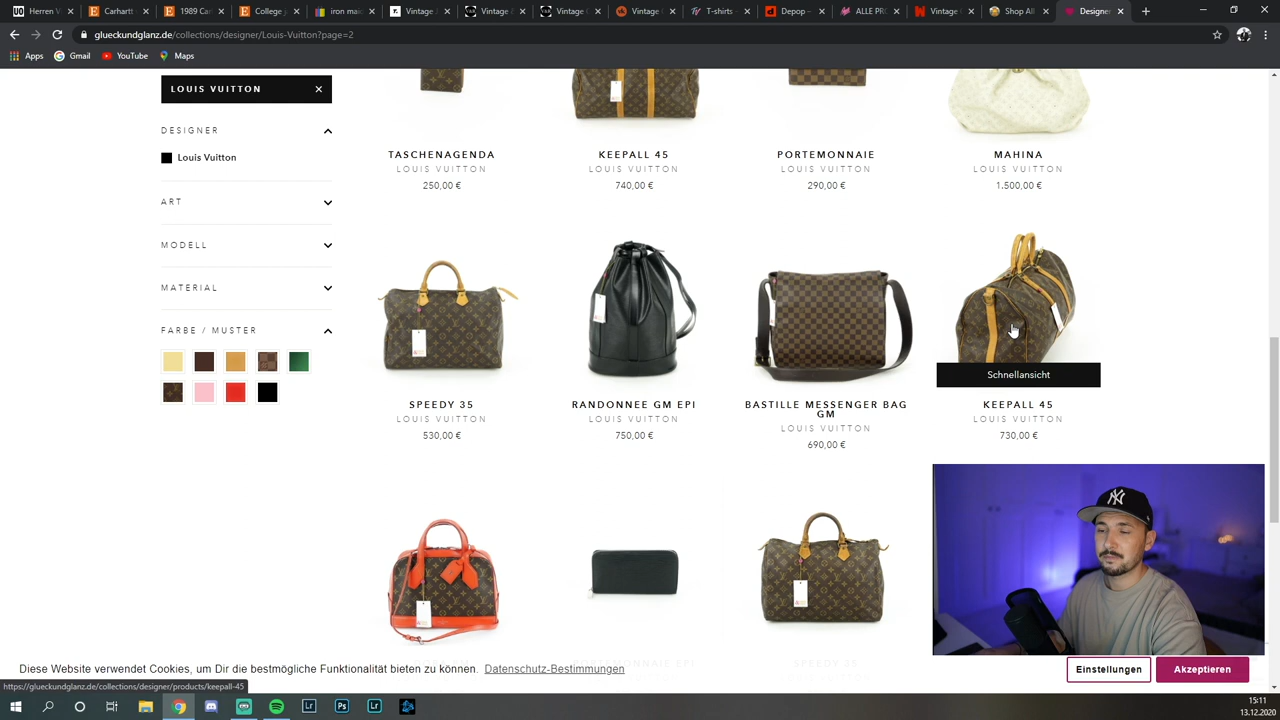 Herren W
Carhartt
1989 Car
College j
iron maid
Vintage J
Vintage C
Vintage C
Vintage C
T-shirts –
Depop –
ALLE PRO
Vintage C
Shop All
Designer
glueckundglanz.de/collections/designer/Louis-Vuitton?page=2
Apps Gmail YouTube Maps
LOUIS VUITTON
DESIGNER
Louis Vuitton
ART
MODELL
MATERIAL
FARBE / MUSTER
TASCHENAGENDA
LOUIS VUITTON
250,00 €
KEEPALL 45
LOUIS VUITTON
740,00 €
PORTEMONNAIE
LOUIS VUITTON
290,00 €
MAHINA
LOUIS VUITTON
1.500,00 €
SPEEDY 35
LOUIS VUITTON
530,00 €
RANDONNEE GM EPI
LOUIS VUITTON
750,00 €
BASTILLE MESSENGER BAG
GM
LOUIS VUITTON
690,00 €
Schnellansicht
KEEPALL 45
LOUIS VUITTON
730,00 €
Diese Website verwendet Cookies, um Dir die bestmögliche Funktionalität bieten zu können. Datenschutz-Bestimmungen
Einstellungen
Akzeptieren
https://glueckundglanz.de/collections/designer/products/keepall-45
15:11
13.12.2020